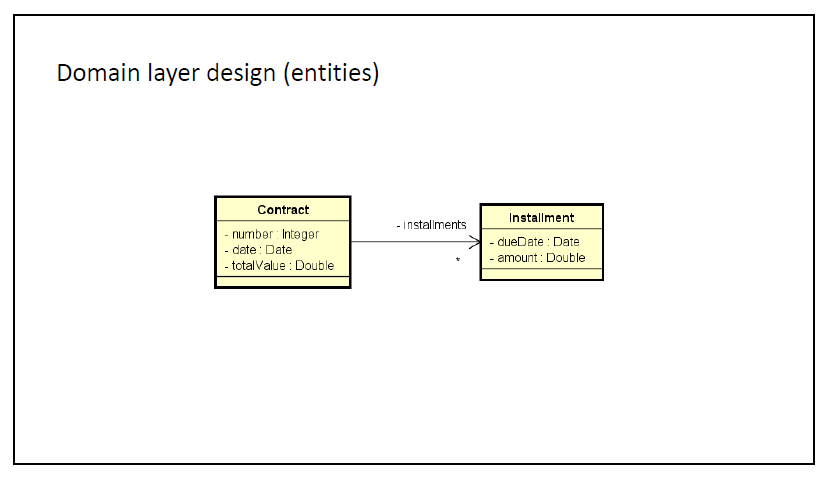 Domain layer design (entities)
Contract
- number : Integer
- date : Date
- totalValue : Double
- installments
*
Installment
- dueDate : Date
- amount : Double